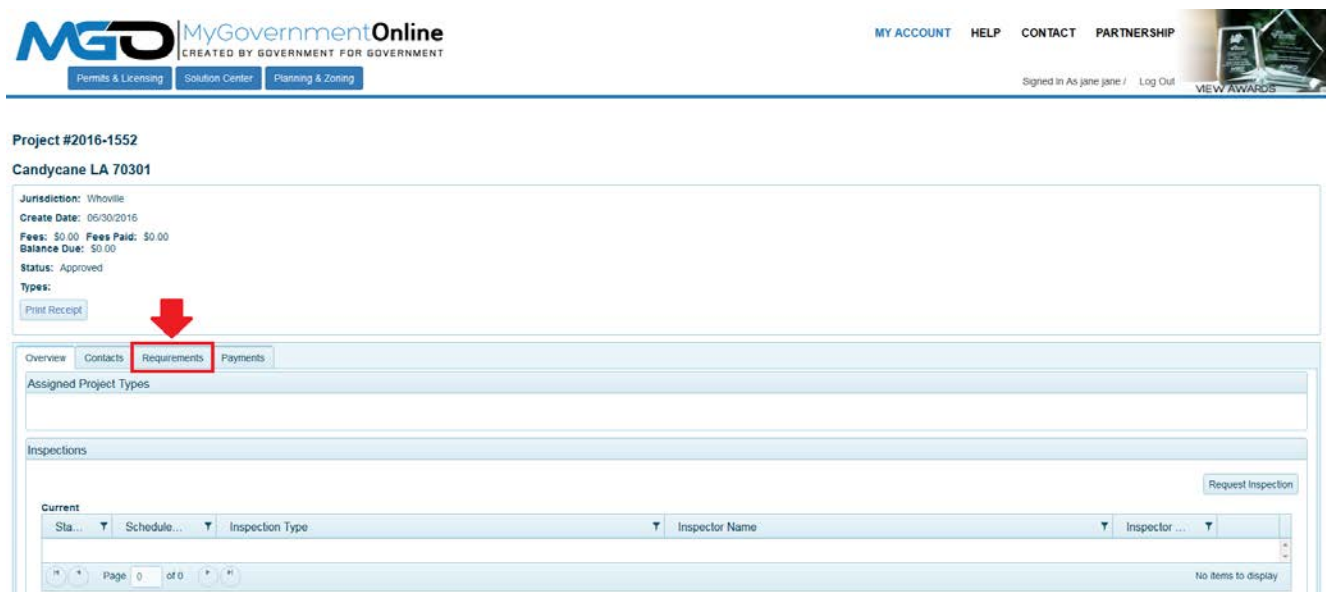 MGO MyGovernmentOnline
CREATED BY GOVERNMENT FOR GOVERNMENT
MY ACCOUNT HELP CONTACT PARTNERSHIP
Permits & Licensing Solution Center Planning & Zoning
Signed In As jane jane / Log Out
VIEW AWARDS
Project #2016-1552
Candycane LA 70301
Jurisdiction: Whoville
Create Date: 06/30/2016
Fees: $0.00 Fees Paid: $0.00
Balance Due: $0.00
Status: Approved
Types:
Print Receipt
Overview Contacts Requirements Payments
Assigned Project Types
Inspections
Request Inspection
Current
Sta... Schedule... Inspection Type Inspector Name Inspector ...
Page 0 of 0 No items to display